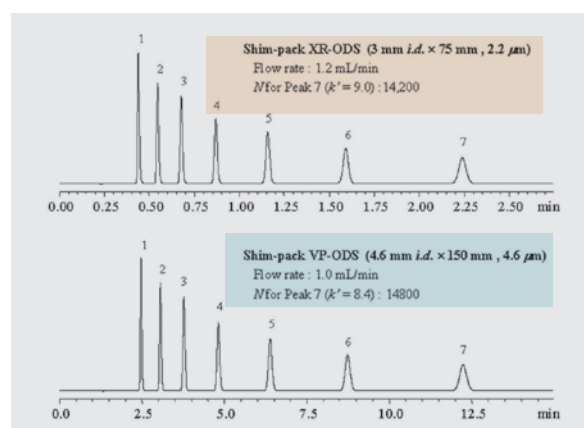 1
2
3
4
5
6
7
Shim-pack XR-ODS (3 mm i.d. × 75 mm , 2.2 µm)
Flow rate : 1.2 mL/min
N for Peak 7 (k' = 9.0) : 14,200
0.00 0.25 0.50 0.75 1.00 1.25 1.50 1.75 2.00 2.25 2.50 min
1
2
3
4
5
6
7
Shim-pack VP-ODS (4.6 mm i.d. × 150 mm , 4.6 µm)
Flow rate : 1.0 mL/min
N for Peak 7 (k' = 8.4) : 14800
0.0 2.5 5.0 7.5 10.0 12.5 min